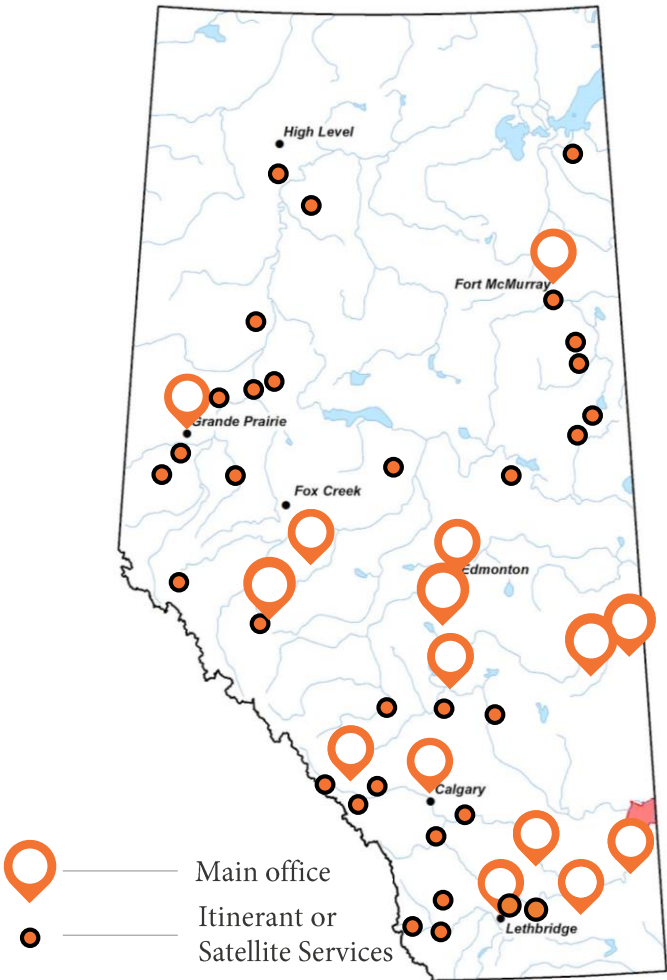 High Level
Fort McMurray
Grande Prairie
Fox Creek
Edmonton
Calgary
Lethbridge
Main office
Itinerant or
Satellite Services